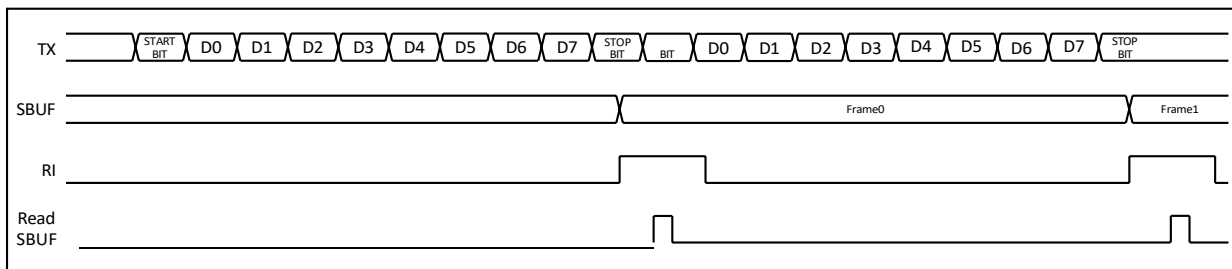 TX START BIT D0 D1 D2 D3 D4 D5 D6 D7 STOP BIT BIT D0 D1 D2 D3 D4 D5 D6 D7 STOP BIT
SBUF Frame0 Frame1
RI
Read
SBUF